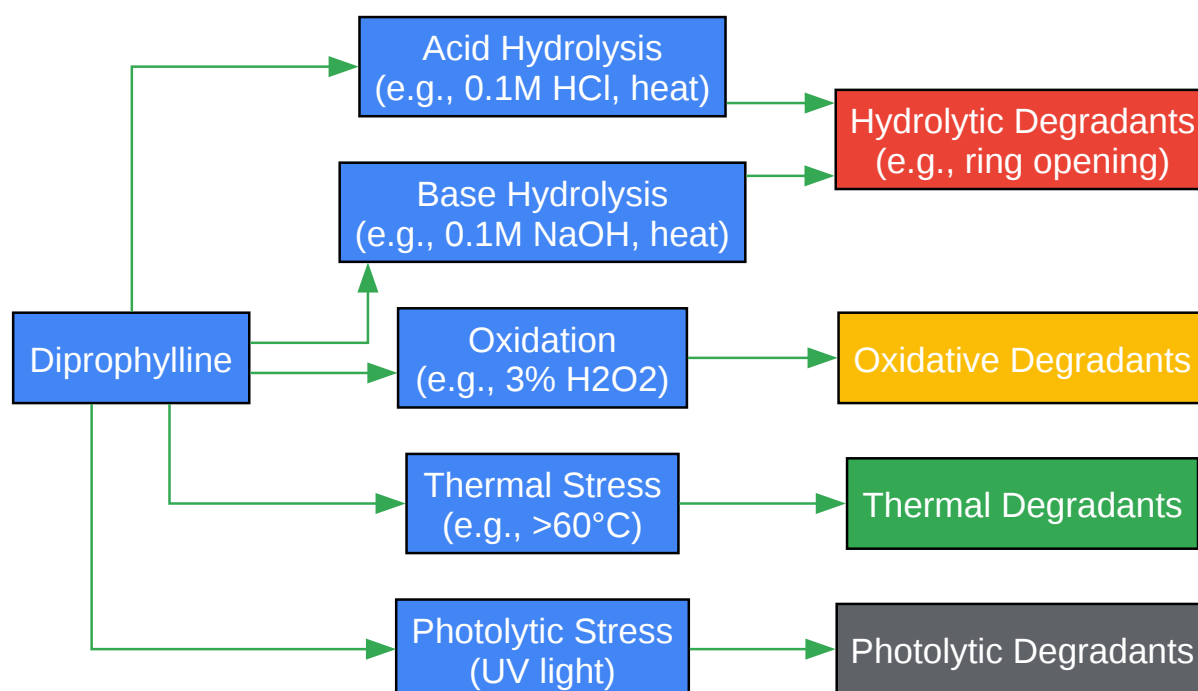 Acid Hydrolysis
(e.g., 0.1M HCl, heat)
Hydrolytic Degradants
(e.g., ring opening)
Base Hydrolysis
(e.g., 0.1M NaOH, heat)
Diprophylline
Oxidation
(e.g., 3% H2O2)
Oxidative Degradants
Thermal Stress
(e.g., >60°C)
Thermal Degradants
Photolytic Stress
(UV light)
Photolytic Degradants